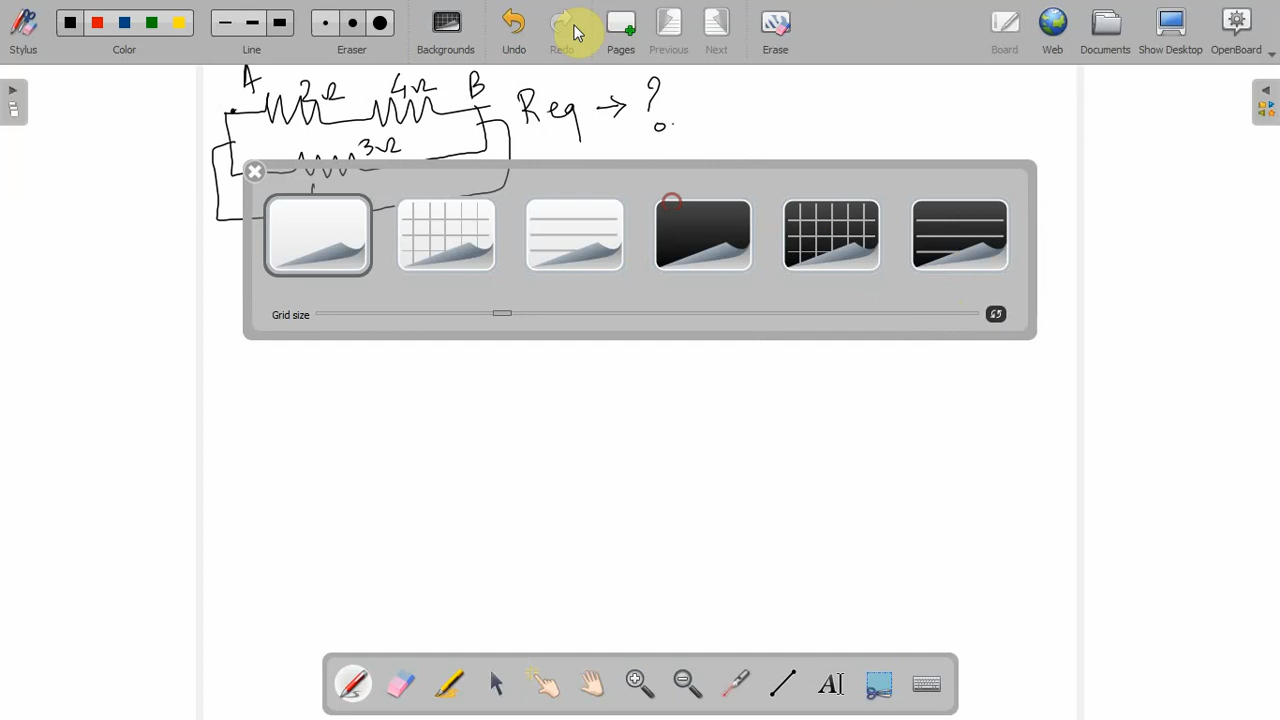 Stylus Color Line Eraser Backgrounds Undo Redo Pages Previous Next Erase Board Web Documents Show Desktop OpenBoard
A 2Ω 4Ω B Req → ?
3Ω
Grid size